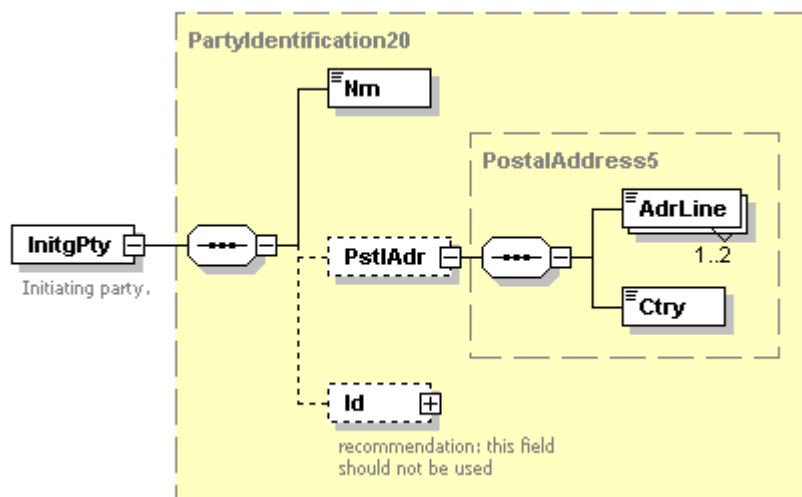 PartyIdentification20
Nm
PostalAddress5
AdrLine
1..2
InitgPty
Initiating party.
PstlAdr
Ctry
Id
recommendation: this field
should not be used